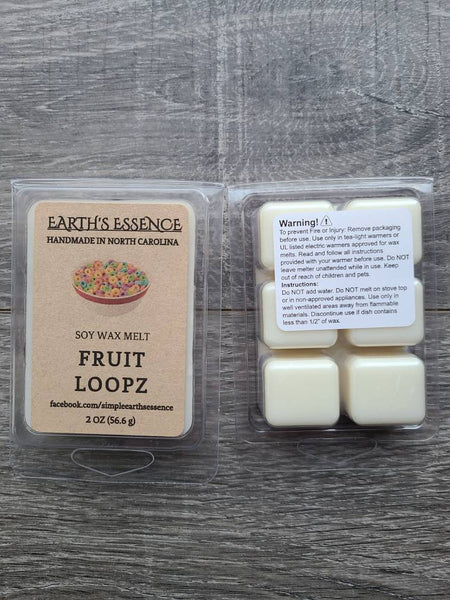 EARTH'S ESSENCE
HANDMADE IN NORTH CAROLINA
SOY WAX MELT
FRUIT
LOOPZ
facebook.com/simpleearthsessence
2 OZ (56.6 g)
Warning!
To prevent Fire or Injury: Remove packaging
before use. Use only in tea-light warmers or
UL listed electric warmers approved for wax
melts. Read and follow all instructions
provided with your warmer before use. Do NOT
leave melter unattended while in use. Keep
out of reach of children and pets.
Instructions:
Do NOT add water. Do NOT melt on stove top
or in non-approved appliances. Use only in
well ventilated areas away from flammable
materials. Discontinue use if dish contains
less than 1/2" of wax.